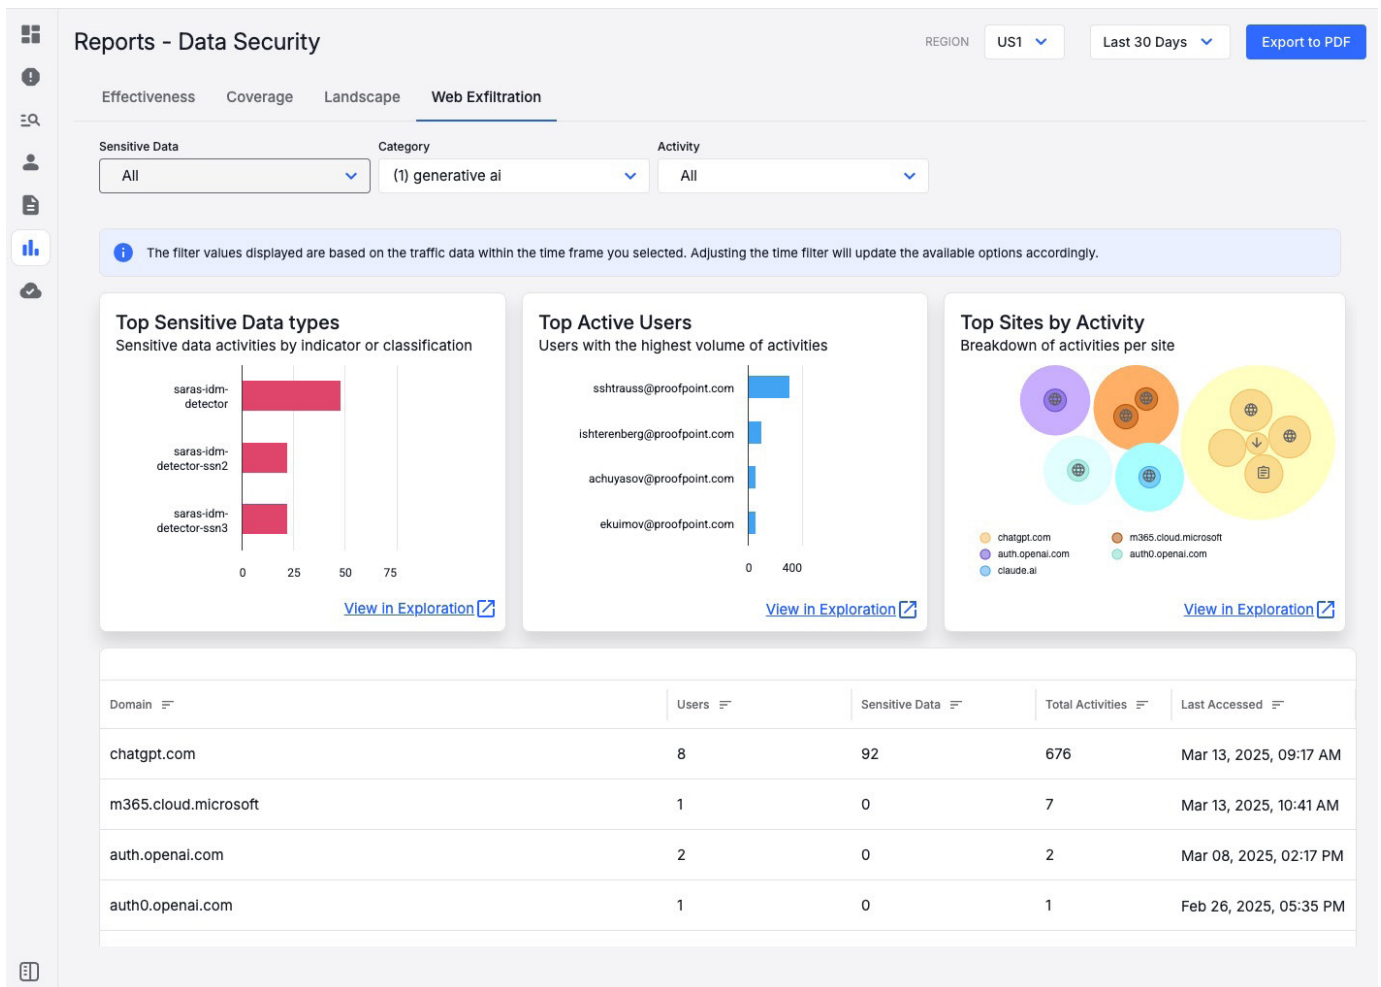 Reports - Data Security
REGION
US1
Last 30 Days
Export to PDF
Effectiveness
Coverage
Landscape
Web Exfiltration
Sensitive Data
Category
Activity
All
(1) generative ai
All
The filter values displayed are based on the traffic data within the time frame you selected. Adjusting the time filter will update the available options accordingly.
Top Sensitive Data types
Sensitive data activities by indicator or classification
saras-idm-
detector
saras-idm-
detector-ssn2
saras-idm-
detector-ssn3
0 25 50 75
View in Exploration
Top Active Users
Users with the highest volume of activities
sshtrauss@proofpoint.com
ishterenberg@proofpoint.com
achuyasov@proofpoint.com
ekuimov@proofpoint.com
0 400
View in Exploration
Top Sites by Activity
Breakdown of activities per site
chatgpt.com
m365.cloud.microsoft
auth.openai.com
auth0.openai.com
claude.ai
View in Exploration
Domain Users Sensitive Data Total Activities Last Accessed
chatgpt.com 8 92 676 Mar 13, 2025, 09:17 AM
m365.cloud.microsoft 1 0 7 Mar 13, 2025, 10:41 AM
auth.openai.com 2 0 2 Mar 08, 2025, 02:17 PM
auth0.openai.com 1 0 1 Feb 26, 2025, 05:35 PM